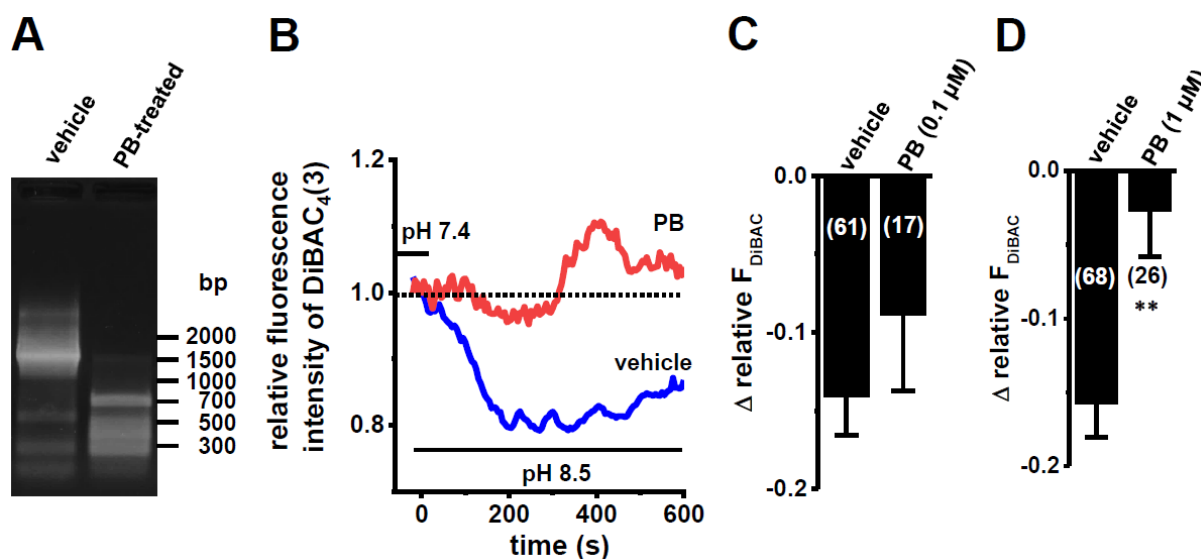 A
vehicle
PB-treated
bp
2000
1500
1000
700
500
300
B
relative fluorescence
intensity of DiBAC4(3)
1.2
1.0
0.8
pH 7.4
PB
vehicle
pH 8.5
0 200 400 600
time (s)
C
vehicle
PB (0.1 µM)
Δ relative FDiBAC
0.0
-0.1
-0.2
(61)
(17)
D
vehicle
PB (1 µM)
Δ relative FDiBAC
0.0
-0.1
-0.2
(68)
(26)
**